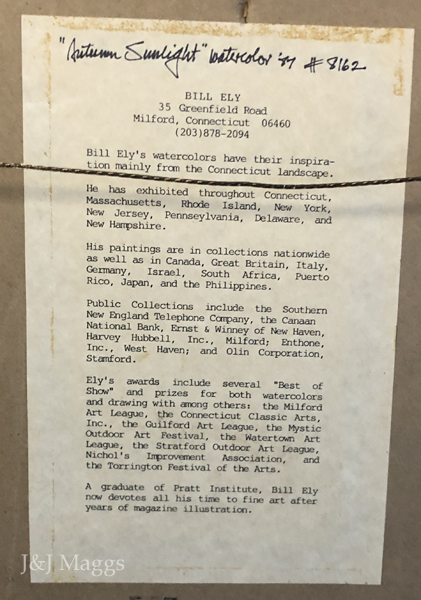 "Autumn Sunlight" watercolor '87 # 8162
BILL ELY
35 Greenfield Road
Milford, Connecticut 06460
(203)878-2094
Bill Ely's watercolors have their inspira-
tion mainly from the Connecticut landscape.
He has exhibited throughout Connecticut,
Massachusetts, Rhode Island, New York,
New Jersey, Pennseylvania, Delaware, and
New Hampshire.
His paintings are in collections nationwide
as well as in Canada, Great Britain, Italy,
Germany, Israel, South Africa, Puerto
Rico, Japan, and the Philippines.
Public Collections include the Southern
New England Telephone Company, the Canaan
National Bank, Ernst & Winney of New Haven,
Harvey Hubbell, Inc., Milford; Enthone,
Inc., West Haven; and Olin Corporation,
Stamford.
Ely's awards include several "Best of
Show" and prizes for both watercolors
and drawing with among others: the Milford
Art League, the Connecticut Classic Arts,
Inc., the Guilford Art League, the Mystic
Outdoor Art Festival, the Watertown Art
League, the Stratford Outdoor Art League,
Nichol's Improvement Association, and
the Torrington Festival of the Arts.
A graduate of Pratt Institute, Bill Ely
now devotes all his time to fine art after
years of magazine illustration.
J&J Maggs